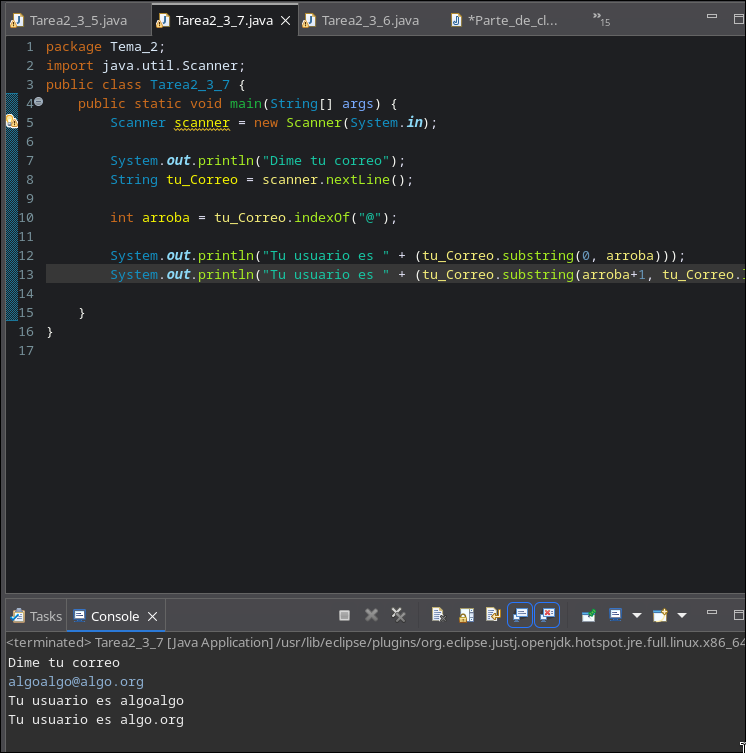 Tarea2_3_5.java Tarea2_3_7.java Tarea2_3_6.java *Parte_de_cl... »15
1 package Tema_2;
2 import java.util.Scanner;
3 public class Tarea2_3_7 {
4 public static void main(String[] args) {
5 Scanner scanner = new Scanner(System.in);
6
7 System.out.println("Dime tu correo");
8 String tu_Correo = scanner.nextLine();
9
10 int arroba = tu_Correo.indexOf("@");
11
12 System.out.println("Tu usuario es " + (tu_Correo.substring(0, arroba)));
13 System.out.println("Tu usuario es " + (tu_Correo.substring(arroba+1, tu_Correo.
14
15 }
16 }
17
Tasks Console
<terminated> Tarea2_3_7 [Java Application] /usr/lib/eclipse/plugins/org.eclipse.justj.openjdk.hotspot.jre.full.linux.x86_64
Dime tu correo
algoalgo@algo.org
Tu usuario es algoalgo
Tu usuario es algo.org